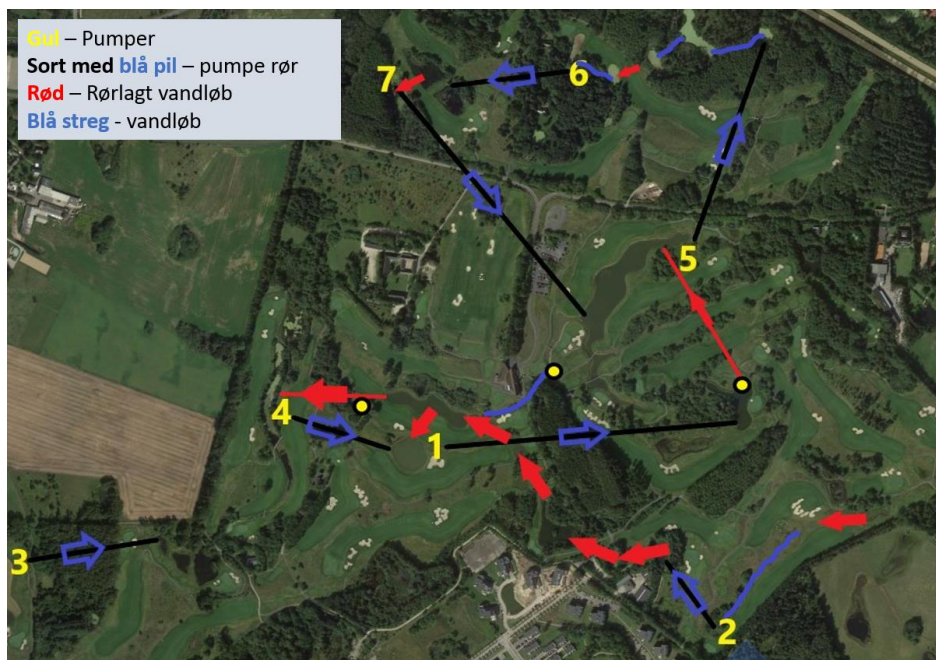 Gul – Pumper
Sort med blå pil – pumpe rør
Rød – Rørlagt vandløb
Blå streg - vandløb
7
6
5
4
1
3
2